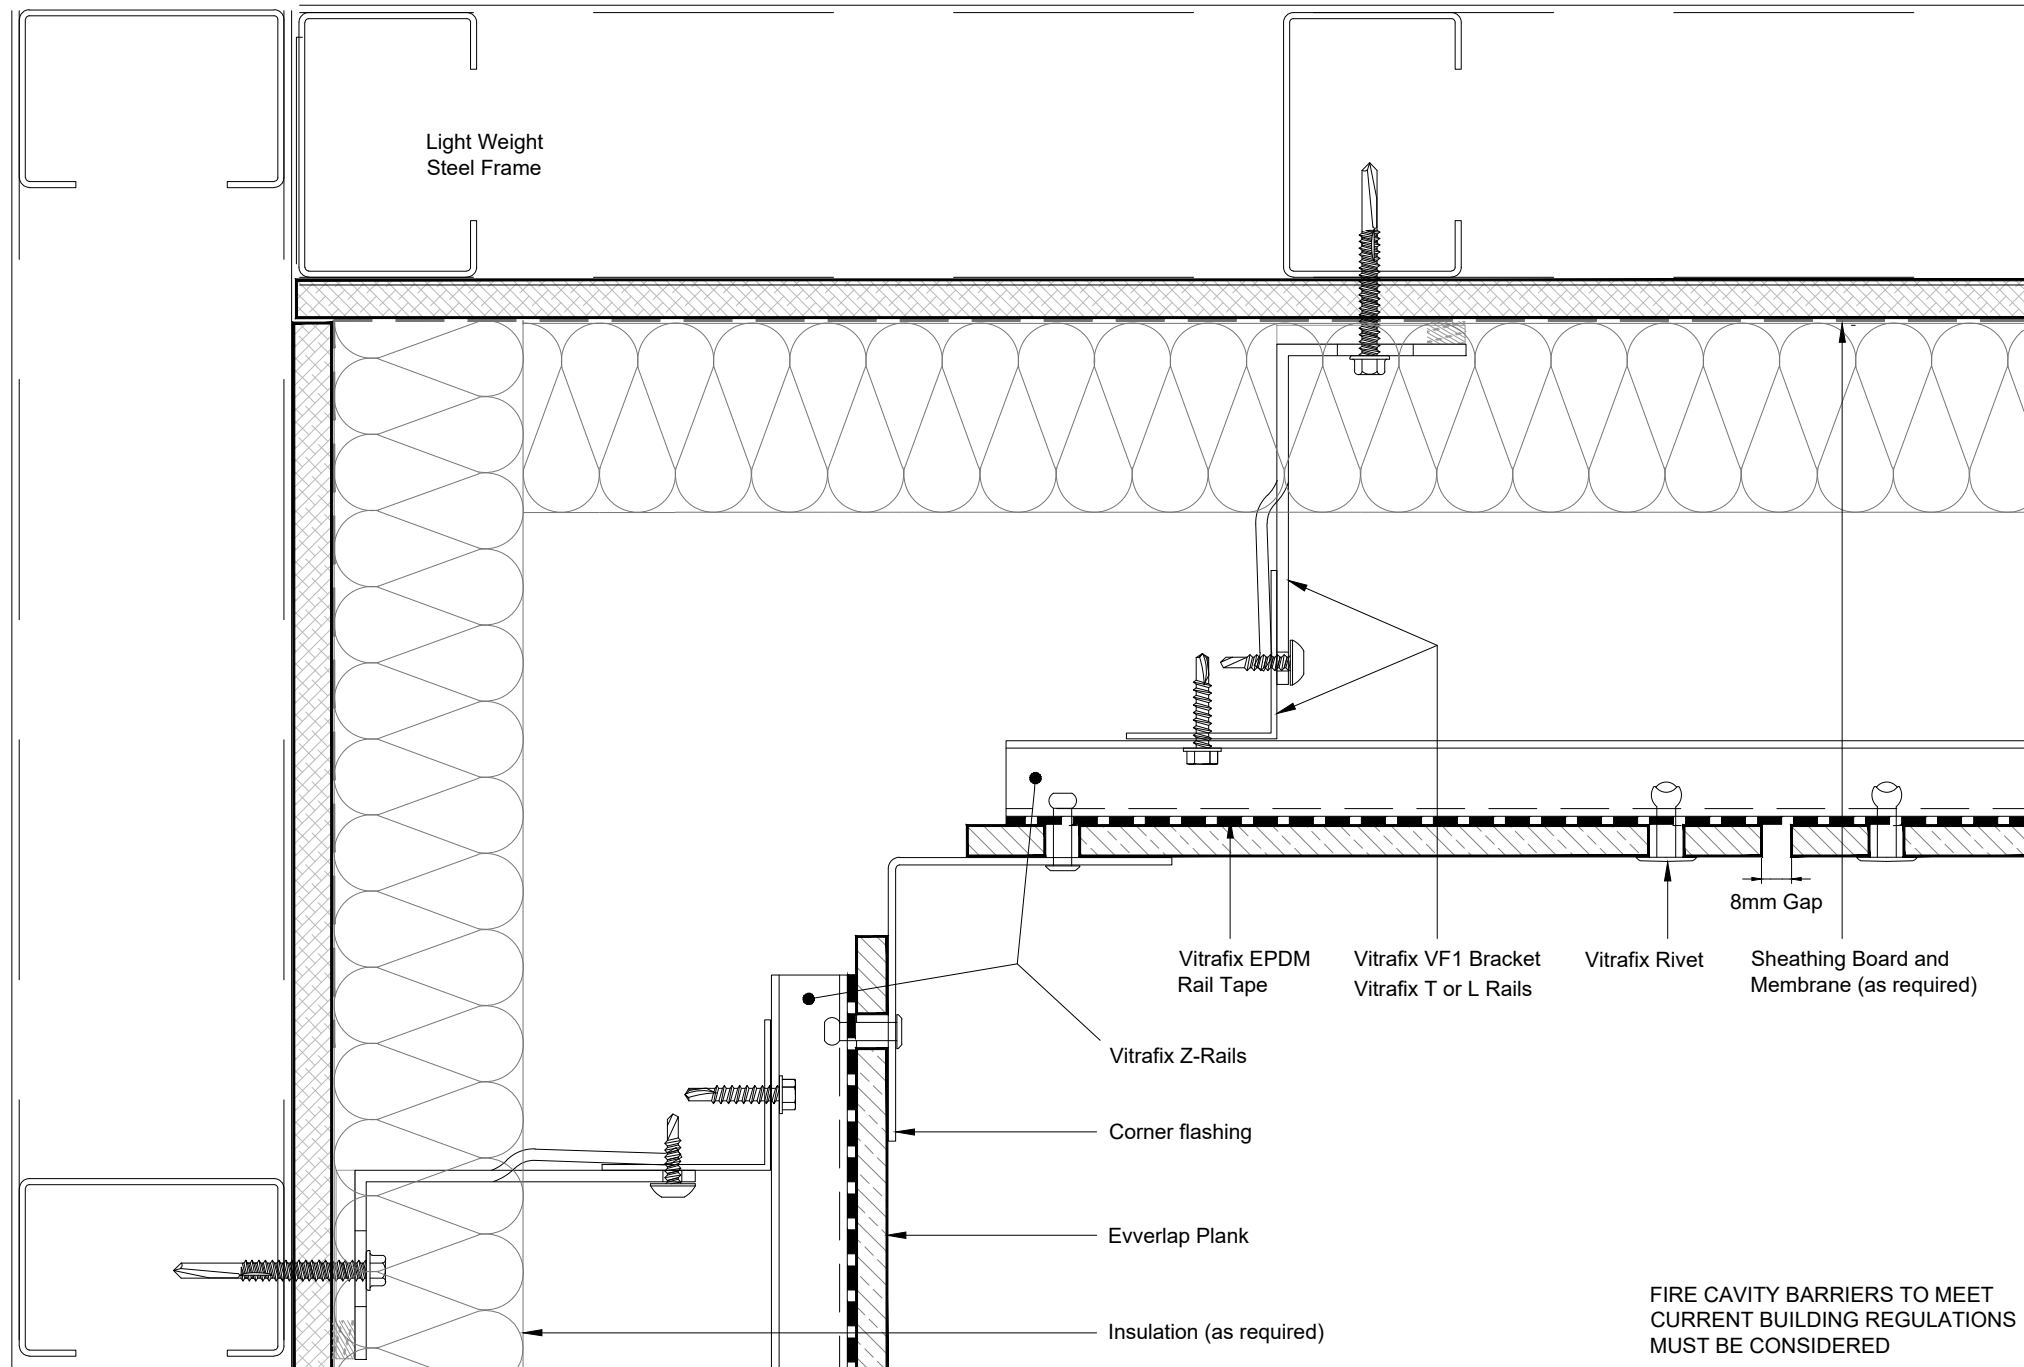 Light Weight
Steel Frame
8mm Gap
Vitrafix EPDM
Rail Tape
Vitrafix VF1 Bracket
Vitrafix T or L Rails
Vitrafix Rivet
Sheathing Board and
Membrane (as required)
Vitrafix Z-Rails
Corner flashing
Evverlap Plank
Insulation (as required)
FIRE CAVITY BARRIERS TO MEET
CURRENT BUILDING REGULATIONS
MUST BE CONSIDERED